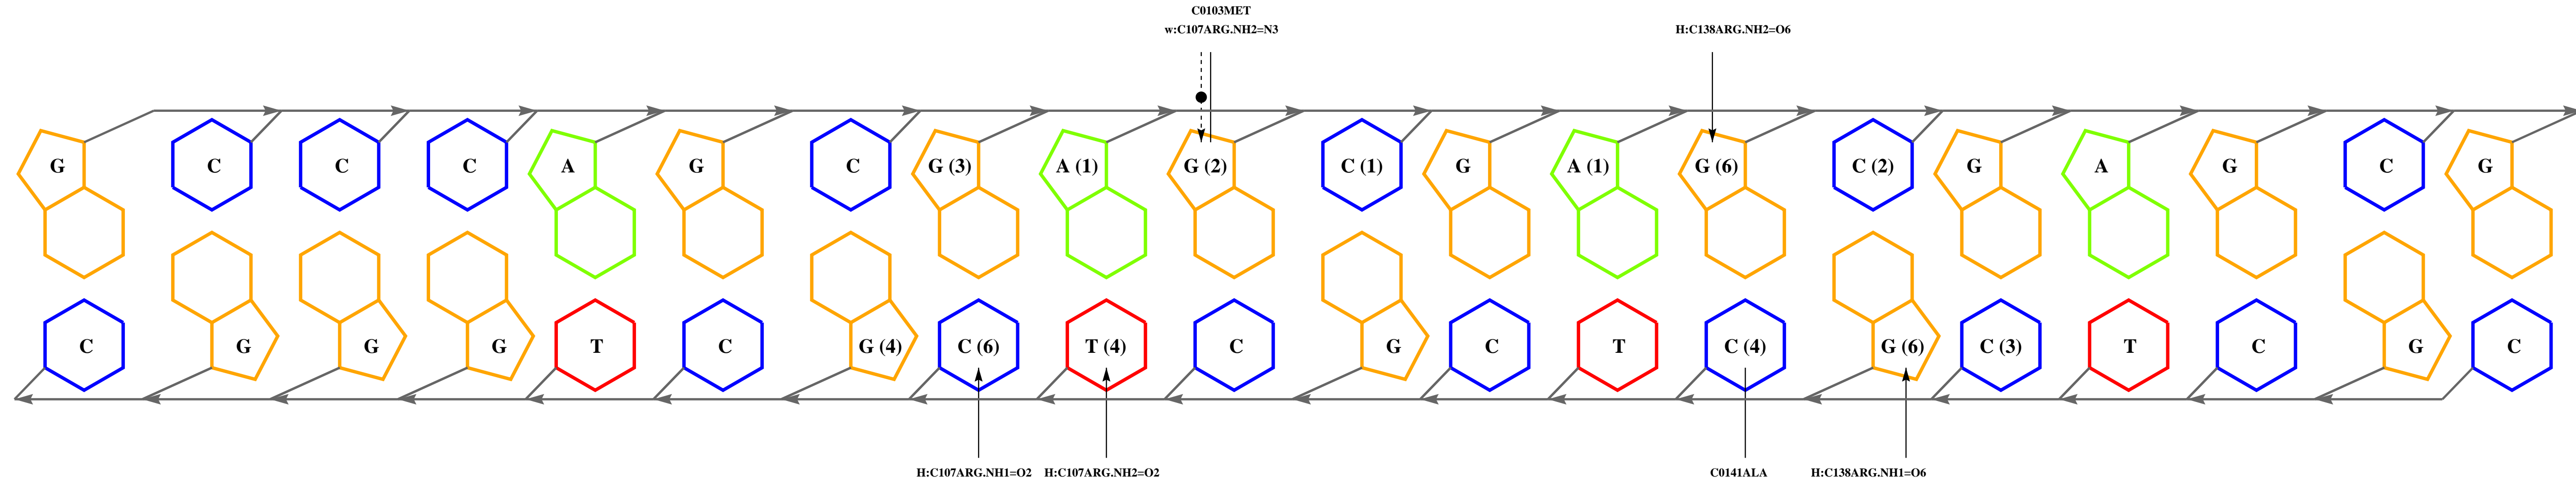 C0103MET
w:C107ARG.NH2=N3 H:C138ARG.NH2=O6
G C C C A G C G (3) A (1) G (2) C (1) G A (1) G (6) C (2) G A G C G
C G G G T C G (4) C (6) T (4) C G C T C (4) G (6) C (3) T C G C
H:C107ARG.NH1=O2 H:C107ARG.NH2=O2 C0141ALA H:C138ARG.NH1=O6